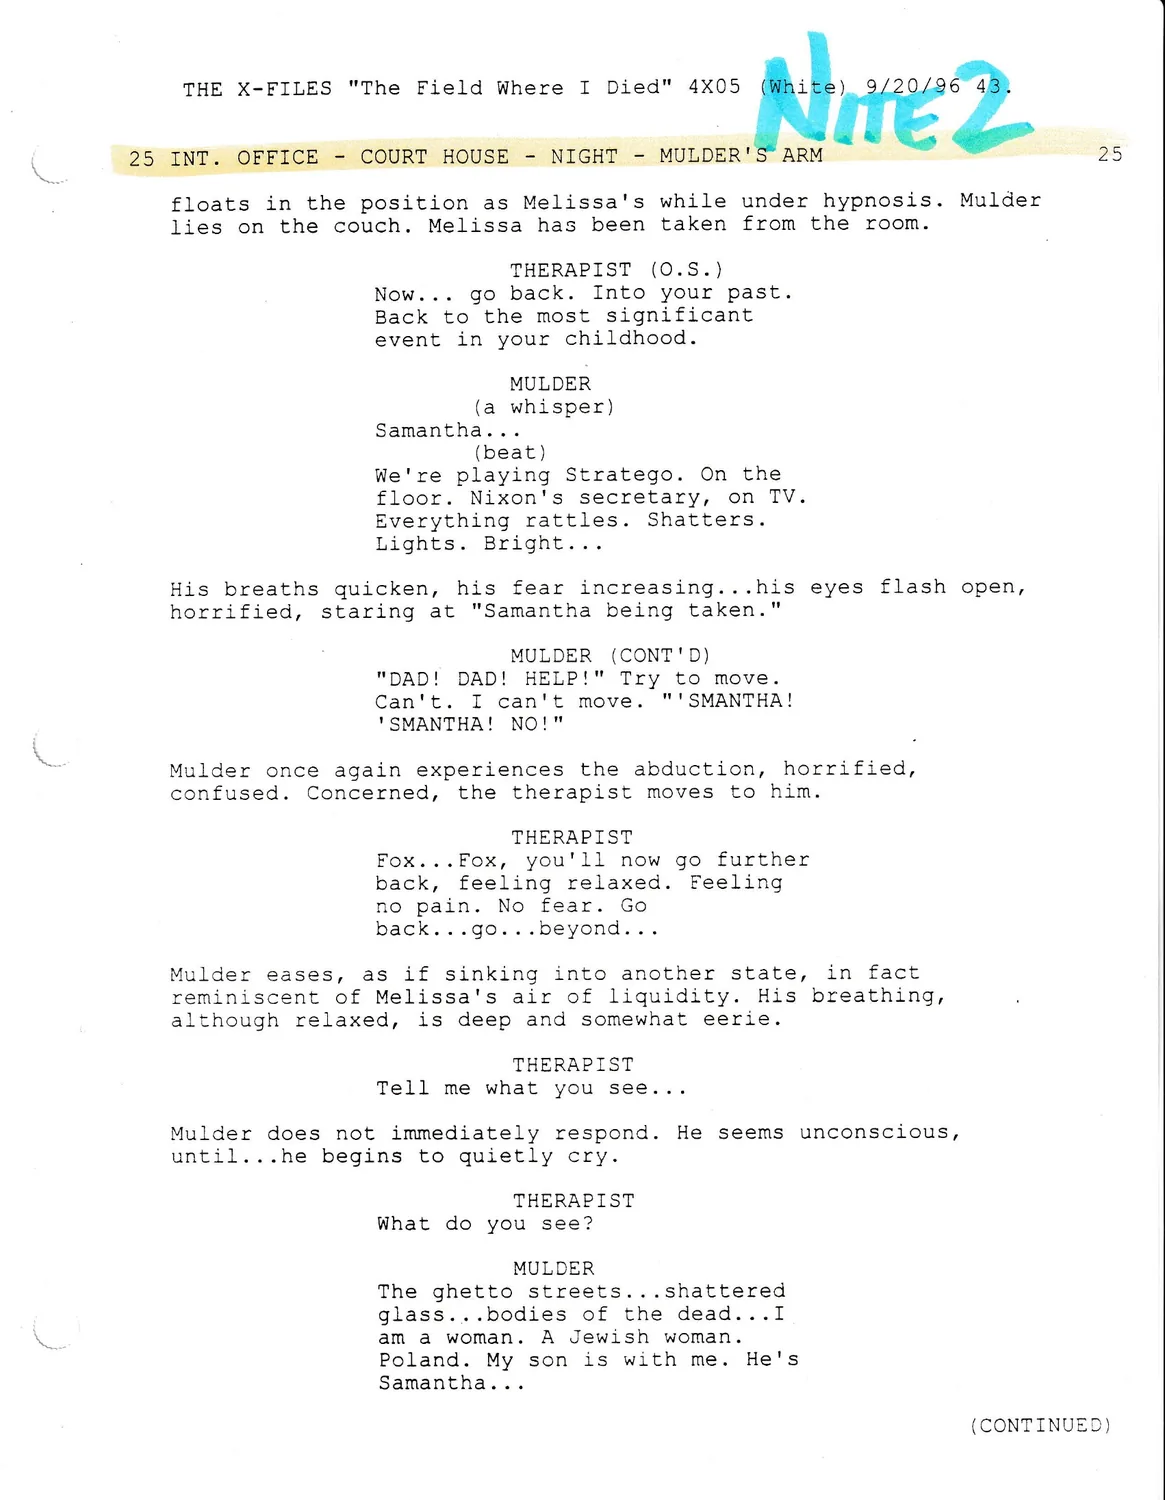 NITE 2
THE X-FILES "The Field Where I Died" 4X05 (White) 9/20/96 43.
25 INT. OFFICE - COURT HOUSE - NIGHT - MULDER'S ARM 25
floats in the position as Melissa's while under hypnosis. Mulder
lies on the couch. Melissa has been taken from the room.
THERAPIST (O.S.)
Now... go back. Into your past.
Back to the most significant
event in your childhood.
MULDER
(a whisper)
Samantha...
(beat)
We're playing Stratego. On the
floor. Nixon's secretary, on TV.
Everything rattles. Shatters.
Lights. Bright...
His breaths quicken, his fear increasing...his eyes flash open,
horrified, staring at "Samantha being taken."
MULDER (CONT'D)
"DAD! DAD! HELP!" Try to move.
Can't. I can't move. "'SMANTHA!
'SMANTHA! NO!"
Mulder once again experiences the abduction, horrified,
confused. Concerned, the therapist moves to him.
THERAPIST
Fox...Fox, you'll now go further
back, feeling relaxed. Feeling
no pain. No fear. Go
back...go...beyond...
Mulder eases, as if sinking into another state, in fact
reminiscent of Melissa's air of liquidity. His breathing,
although relaxed, is deep and somewhat eerie.
THERAPIST
Tell me what you see...
Mulder does not immediately respond. He seems unconscious,
until...he begins to quietly cry.
THERAPIST
What do you see?
MULDER
The ghetto streets...shattered
glass...bodies of the dead...I
am a woman. A Jewish woman.
Poland. My son is with me. He's
Samantha...
(CONTINUED)